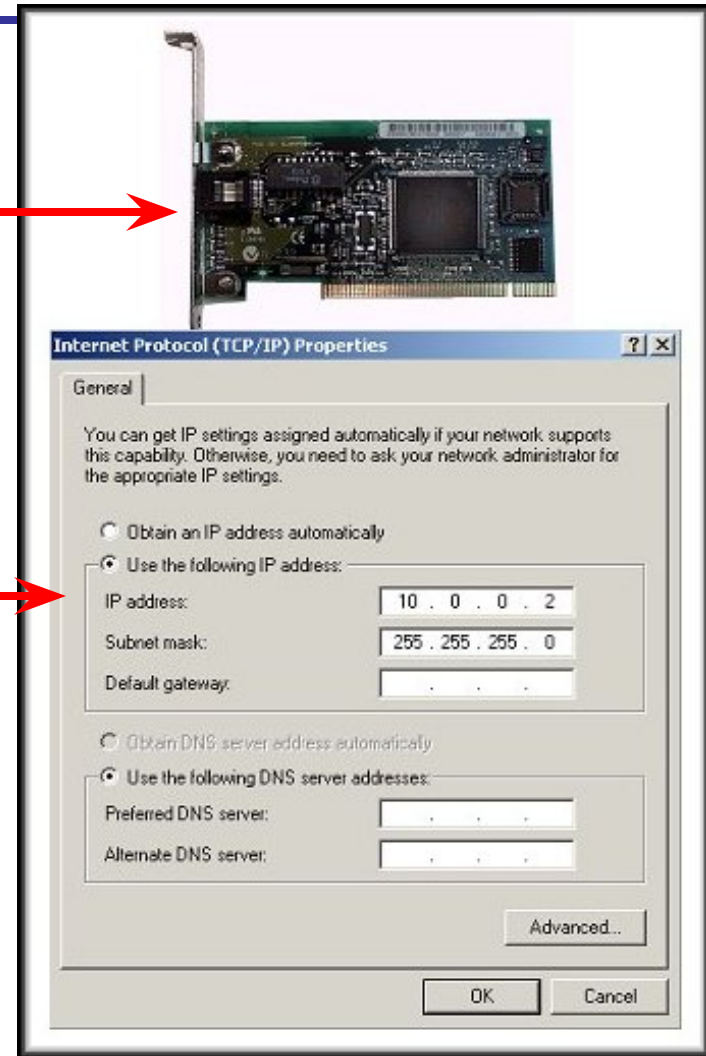 Internet Protocol (TCP/IP) Properties
General
You can get IP settings assigned automatically if your network supports
this capability. Otherwise, you need to ask your network administrator for
the appropriate IP settings.
Obtain an IP address automatically
Use the following IP address:
IP address: 10 . 0 . 0 . 2
Subnet mask: 255 . 255 . 255 . 0
Default gateway: . . .
Obtain DNS server address automatically
Use the following DNS server addresses:
Preferred DNS server: . . .
Alternate DNS server: . . .
Advanced...
OK Cancel